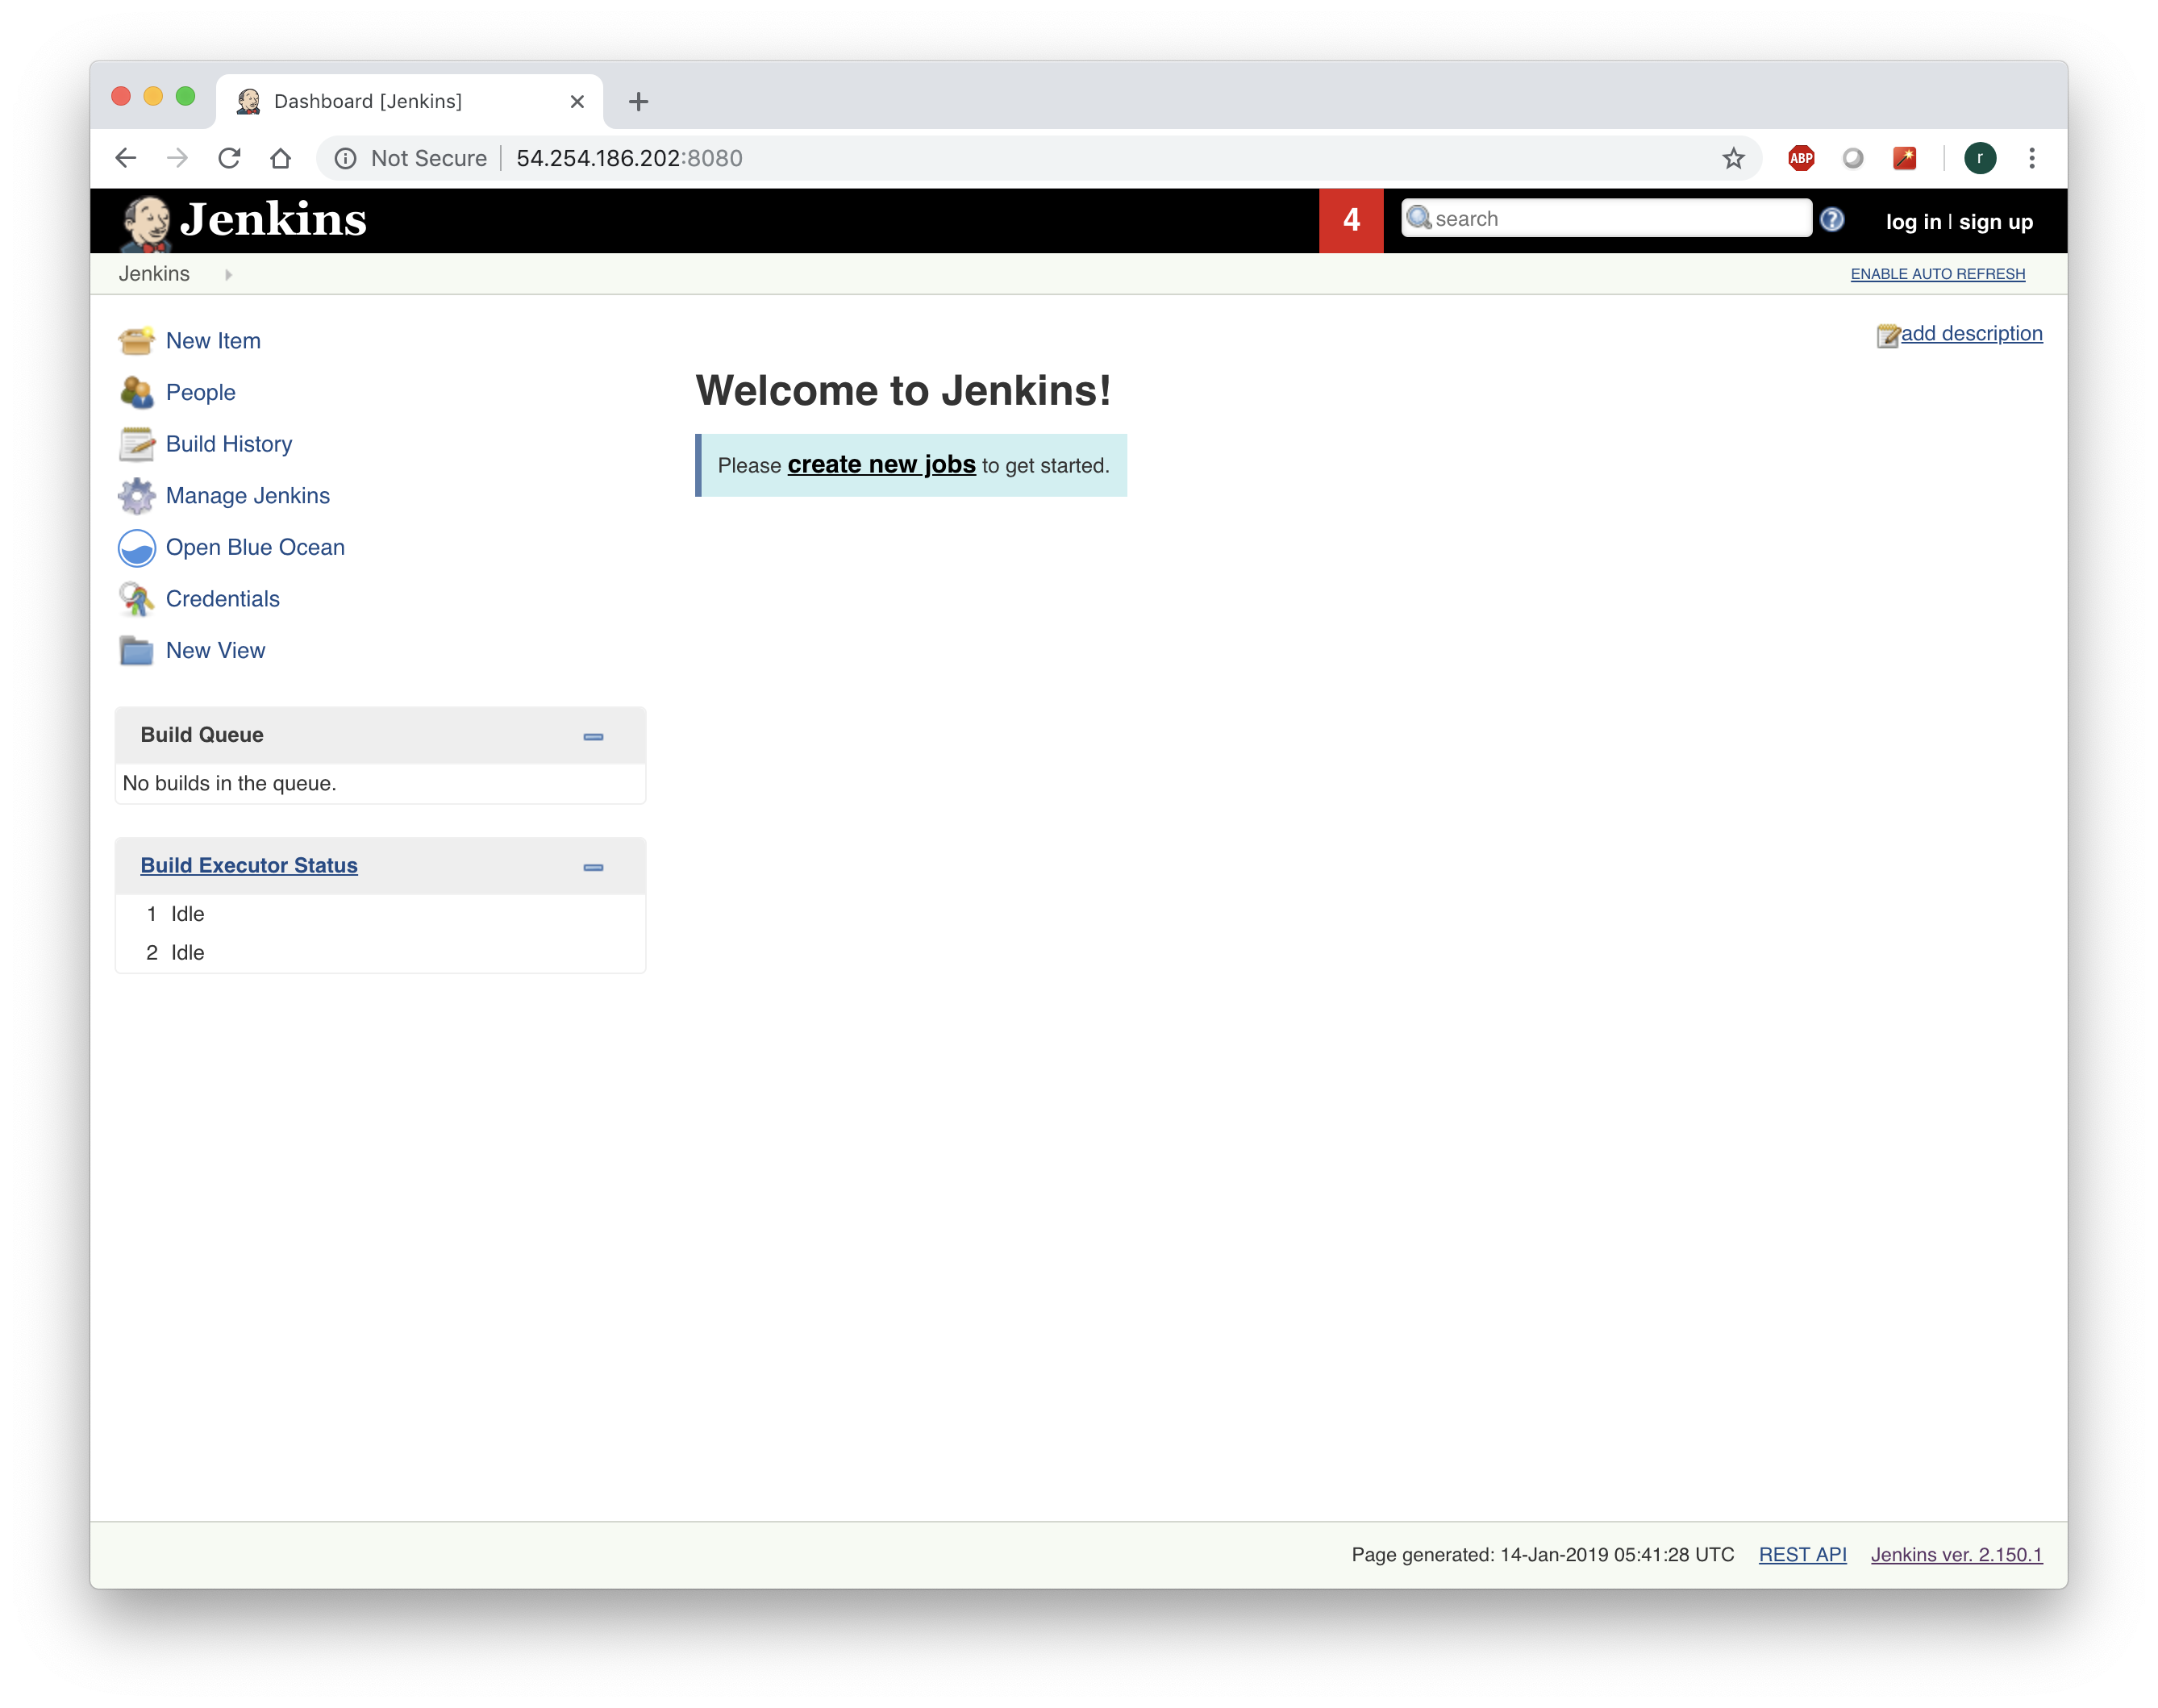 Dashboard [Jenkins]
Not Secure | 54.254.186.202:8080
ABP
r
Jenkins
4
search
?
log in | sign up
Jenkins
ENABLE AUTO REFRESH
New Item
People
Build History
Manage Jenkins
Open Blue Ocean
Credentials
New View
add description
Welcome to Jenkins!
Please create new jobs to get started.
Build Queue
No builds in the queue.
Build Executor Status
1 Idle
2 Idle
Page generated: 14-Jan-2019 05:41:28 UTC REST API Jenkins ver. 2.150.1